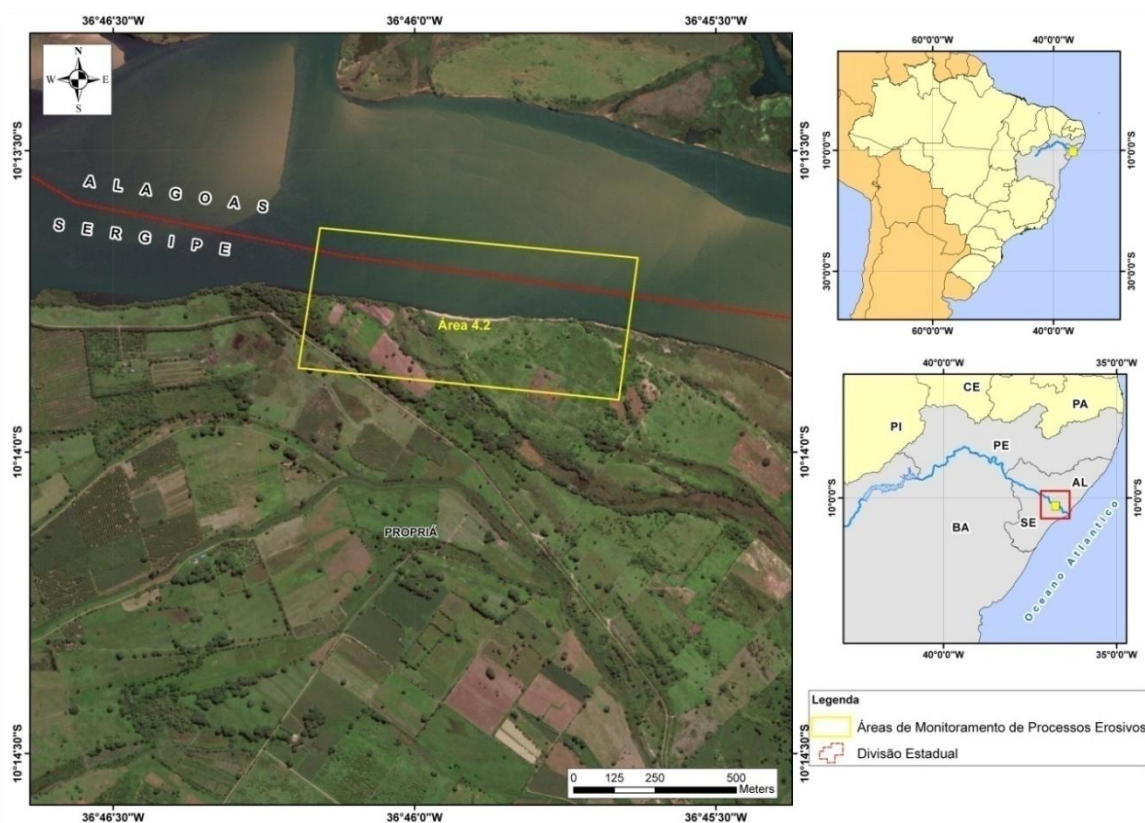 36°46'30"W 36°46'0"W 36°45'30"W
N
W E
S
10°13'30"S 10°13'30"S
ALAGOAS
SERGIPE
Área 4.2
10°14'0"S 10°14'0"S
PROPRIÁ
10°14'30"S 10°14'30"S
0 125 250 500
Meters
36°46'30"W 36°46'0"W 36°45'30"W
60°0'0"W 40°0'0"W
10°0'0"S 10°0'0"S
30°0'0"S 30°0'0"S
60°0'0"W 40°0'0"W
40°0'0"W 35°0'0"W
CE
PA
PI
PE
AL
10°0'0"S 10°0'0"S
SE
BA
Oceano Atlantico
40°0'0"W 35°0'0"W
Legenda
Áreas de Monitoramento de Processos Erosivos
Divisão Estadual